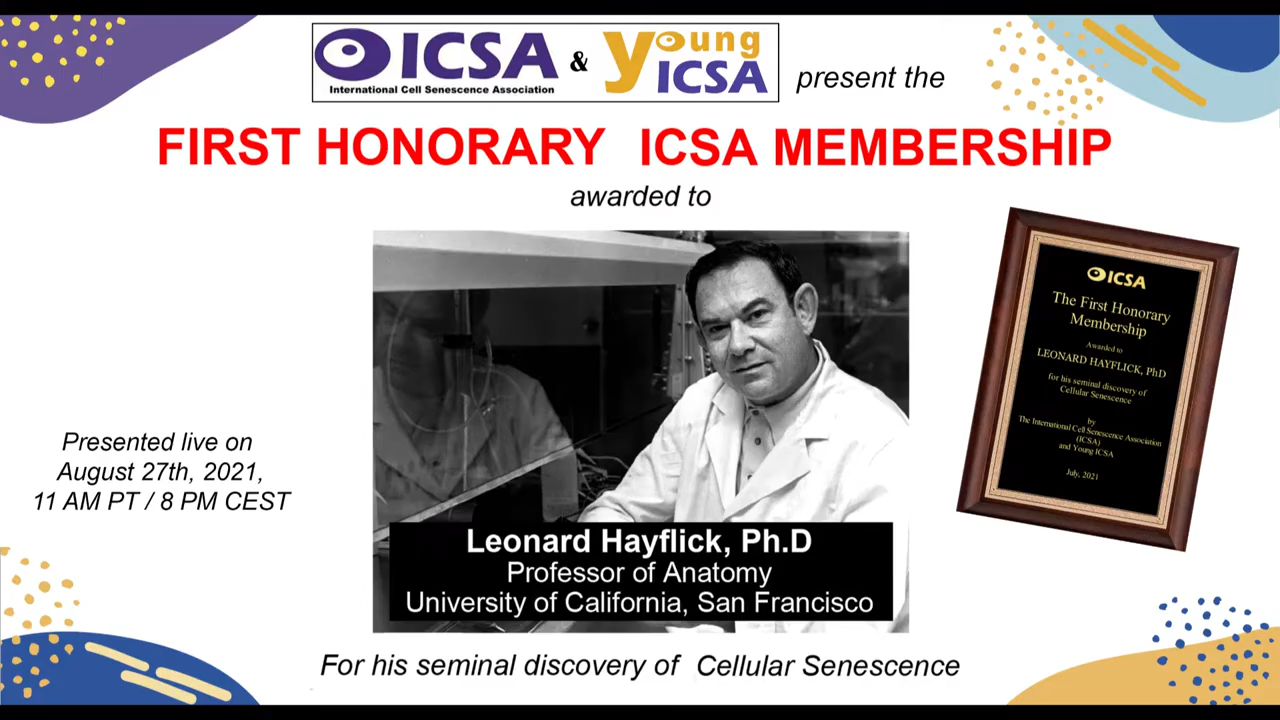 ICSA & young ICSA
International Cell Senescence Association
present the
FIRST HONORARY ICSA MEMBERSHIP
awarded to
ICSA
The First Honorary
Membership
Awarded to
LEONARD HAYFLICK, PhD
for his seminal discovery of
Cellular Senescence
by
The International Cell Senescence Association
(ICSA)
and Young ICSA
July, 2021
Presented live on
August 27th, 2021,
11 AM PT / 8 PM CEST
Leonard Hayflick, Ph.D
Professor of Anatomy
University of California, San Francisco
For his seminal discovery of Cellular Senescence